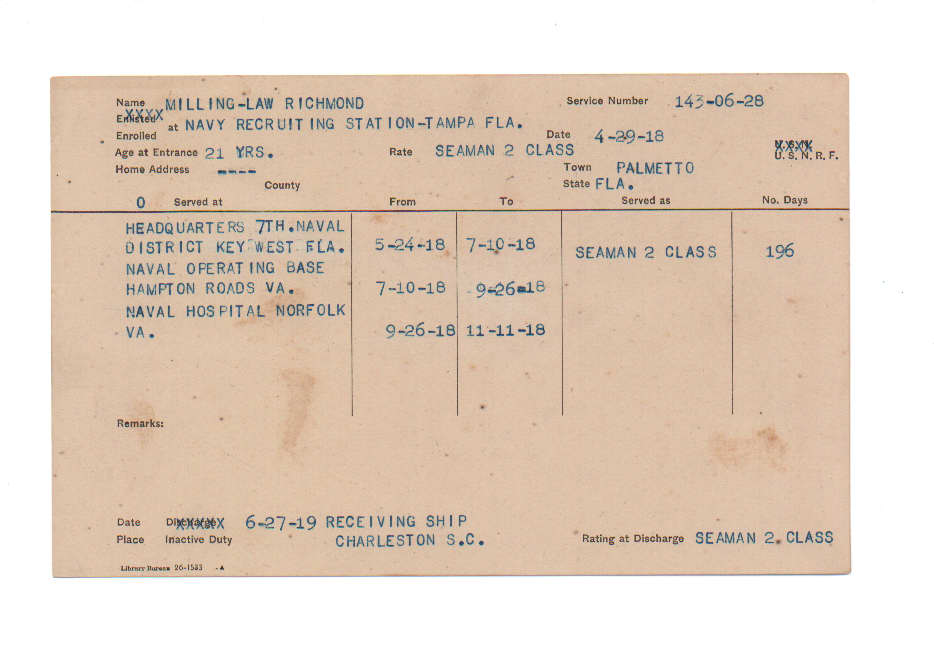 Name MILLING-LAW RICHMOND Service Number 143-06-28
Enlisted XXXX
Enrolled at NAVY RECRUITING STATION-TAMPA FLA. Date 4-29-18
Age at Entrance 21 YRS. Rate SEAMAN 2 CLASS U.S.N. XXXX
U. S. N. R. F.
Home Address ---- Town PALMETTO
County State FLA.
O Served at From To Served as No. Days
HEADQUARTERS 7TH.NAVAL
DISTRICT KEY WEST FLA. 5-24-18 7-10-18 SEAMAN 2 CLASS 196
NAVAL OPERATING BASE
HAMPTON ROADS VA. 7-10-18 9-26-18
NAVAL HOSPITAL NORFOLK
VA. 9-26-18 11-11-18
Remarks:
Date Discharge XXXXX 6-27-19 RECEIVING SHIP
Place Inactive Duty CHARLESTON S.C. Rating at Discharge SEAMAN 2. CLASS
Library Bureau 26-1533 -A